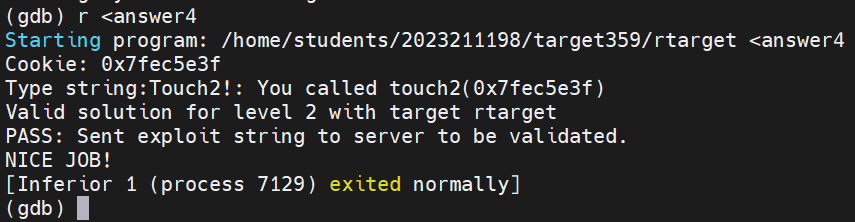 (gdb) r <answer4
Starting program: /home/students/2023211198/target359/rtarget <answer4
Cookie: 0x7fec5e3f
Type string:Touch2!: You called touch2(0x7fec5e3f)
Valid solution for level 2 with target rtarget
PASS: Sent exploit string to server to be validated.
NICE JOB!
[Inferior 1 (process 7129) exited normally]
(gdb)